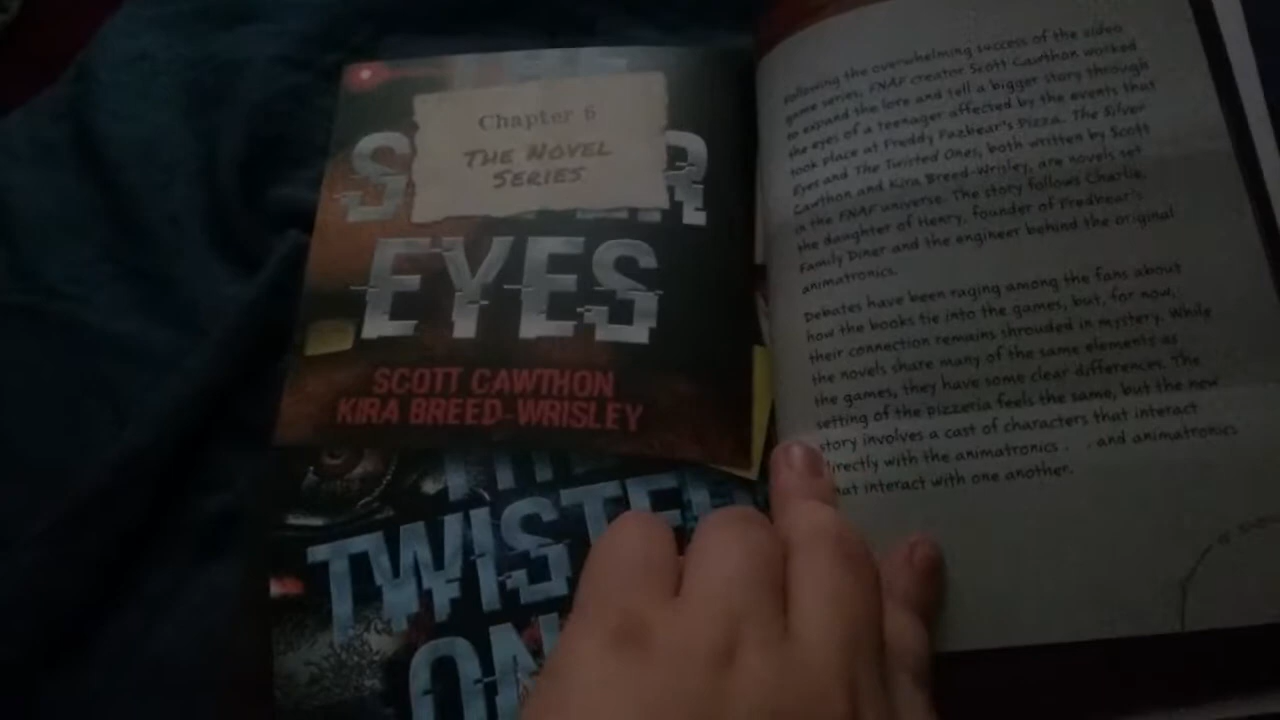 Chapter 6
THE NOVEL
SERIES
EYES
SCOTT CAWTHON
KIRA BREED-WRISLEY
THE
TWISTED
Following the overwhelming success of the video
game series, FNAF creator Scott Cawthon worked
to expand the lore and tell a bigger story through
the eyes of a teenager affected by the events that
took place at Freddy Fazbear's Pizza. The Silver
Eyes and The Twisted Ones, both written by Scott
Cawthon and Kira Breed-Wrisley, are novels set
in the FNAF universe. The story follows Charlie,
the daughter of Henry, founder of Fredbear's
Family Diner and the engineer behind the original
animatronics.
Debates have been raging among the fans about
how the books tie into the games, but, for now,
their connection remains shrouded in mystery. While
the novels share many of the same elements as
the games, they have some clear differences. The
setting of the pizzeria feels the same, but the new
story involves a cast of characters that interact
directly with the animatronics . . . and animatronics
that interact with one another.